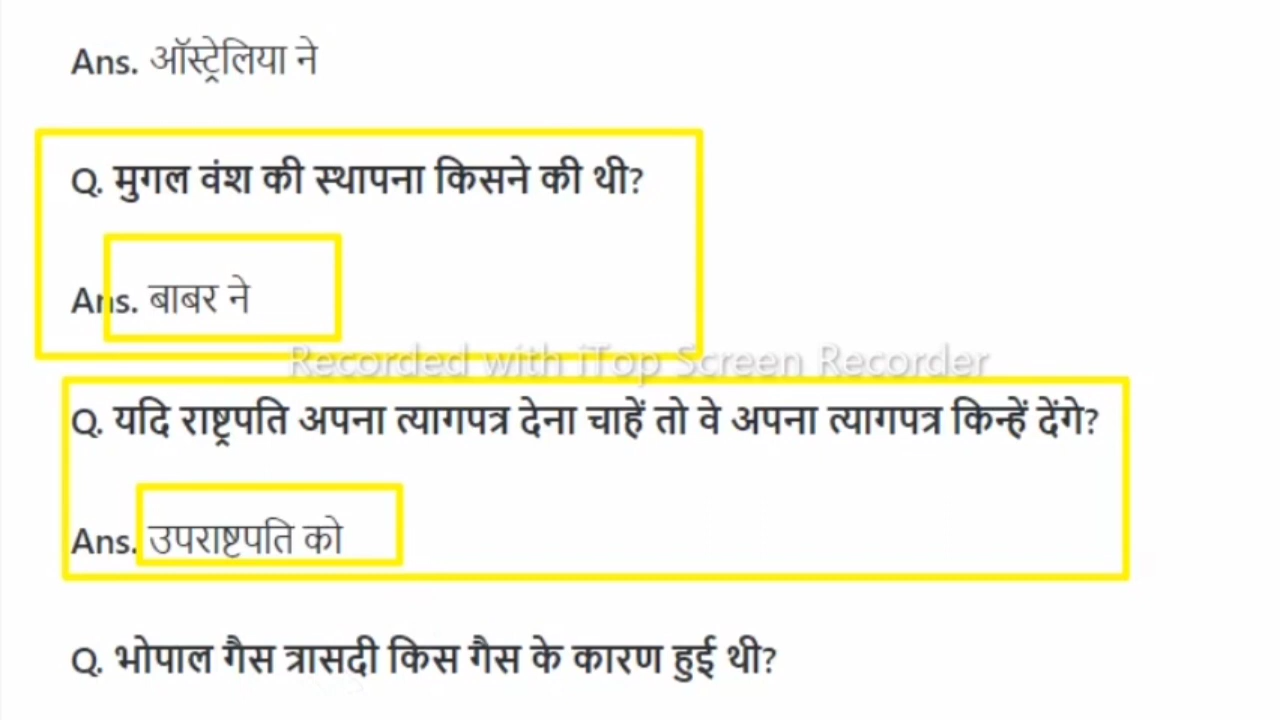 Ans. ऑस्ट्रेलिया ने
Q. मुगल वंश की स्थापना किसने की थी?
Ans. बाबर ने
Recorded with iTop Screen Recorder
Q. यदि राष्ट्रपति अपना त्यागपत्र देना चाहें तो वे अपना त्यागपत्र किन्हें देंगे?
Ans. उपराष्टपति को
Q. भोपाल गैस त्रासदी किस गैस के कारण हुई थी?